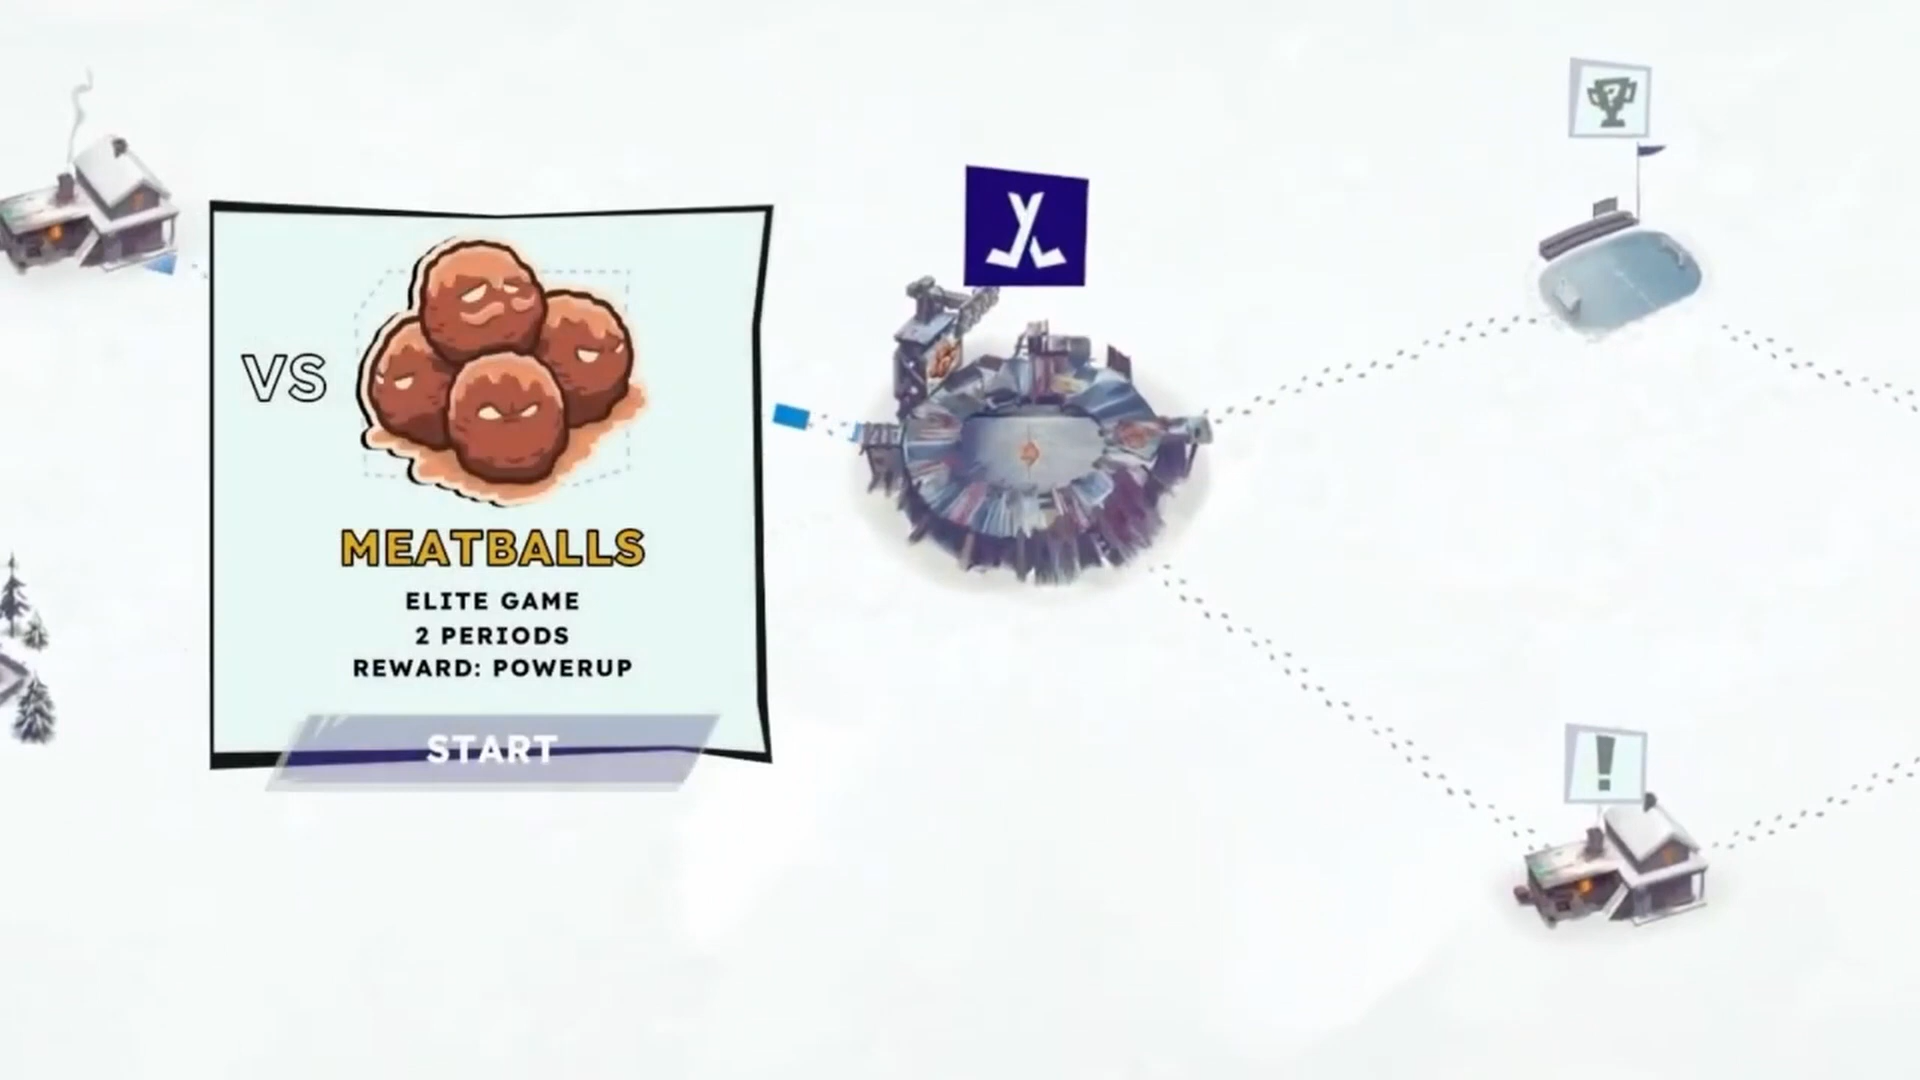 VS
MEATBALLS
ELITE GAME
2 PERIODS
REWARD: POWERUP
START
?
!